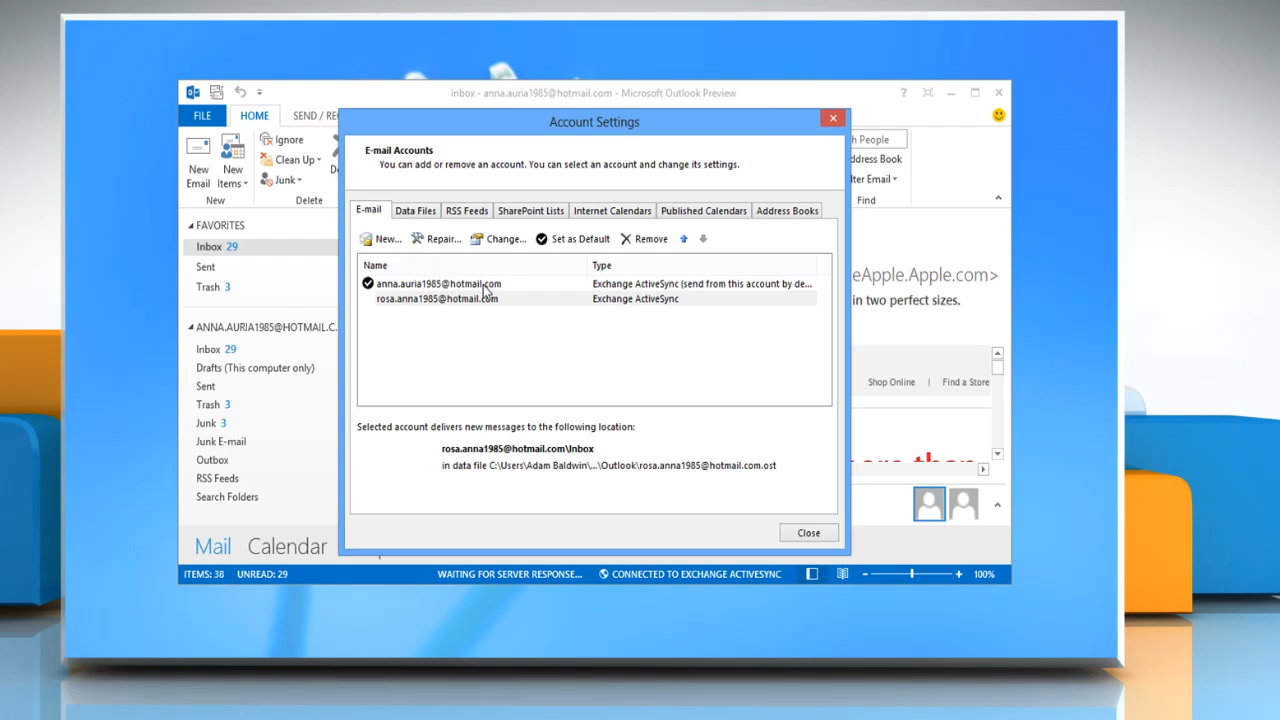 Inbox - anna.auria1985@hotmail.com - Microsoft Outlook Preview
FILE
HOME
SEND / RE
Account Settings
E-mail Accounts
You can add or remove an account. You can select an account and change its settings.
Ignore
Clean Up
Junk
New Email
New Items
New
Delete
h People
ddress Book
lter Email
Find
E-mail
Data Files
RSS Feeds
SharePoint Lists
Internet Calendars
Published Calendars
Address Books
New...
Repair...
Change...
Set as Default
Remove
Name
Type
anna.auria1985@hotmail.com
Exchange ActiveSync (send from this account by de...
rosa.anna1985@hotmail.com
Exchange ActiveSync
Selected account delivers new messages to the following location:
rosa.anna1985@hotmail.com\Inbox
in data file C:\Users\Adam Baldwin\...\Outlook\rosa.anna1985@hotmail.com.ost
Close
FAVORITES
Inbox 29
Sent
Trash 3
ANNA.AURIA1985@HOTMAIL.C...
Inbox 29
Drafts (This computer only)
Sent
Trash 3
Junk 3
Junk E-mail
Outbox
RSS Feeds
Search Folders
eApple.Apple.com>
in two perfect sizes.
Shop Online | Find a Store
Mail Calendar
ITEMS: 38 UNREAD: 29
WAITING FOR SERVER RESPONSE...
CONNECTED TO EXCHANGE ACTIVESYNC
100%